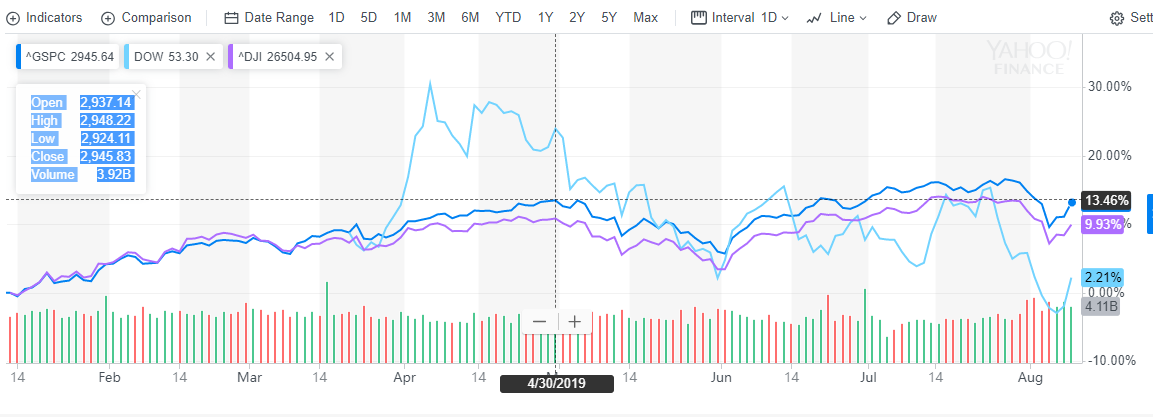 Indicators Comparison Date Range 1D 5D 1M 3M 6M YTD 1Y 2Y 5Y Max Interval 1D Line Draw Sett
^GSPC 2945.64 DOW 53.30 ^DJI 26504.95
YAHOO!
FINANCE
Open 2,937.14
High 2,948.22
Low 2,924.11
Close 2,945.83
Volume 3.92B
30.00%
20.00%
13.46%
9.93%
2.21%
0.00%
4.11B
-10.00%
14 Feb 14 Mar 14 Apr 14 14 Jun 14 Jul 14 Aug
4/30/2019